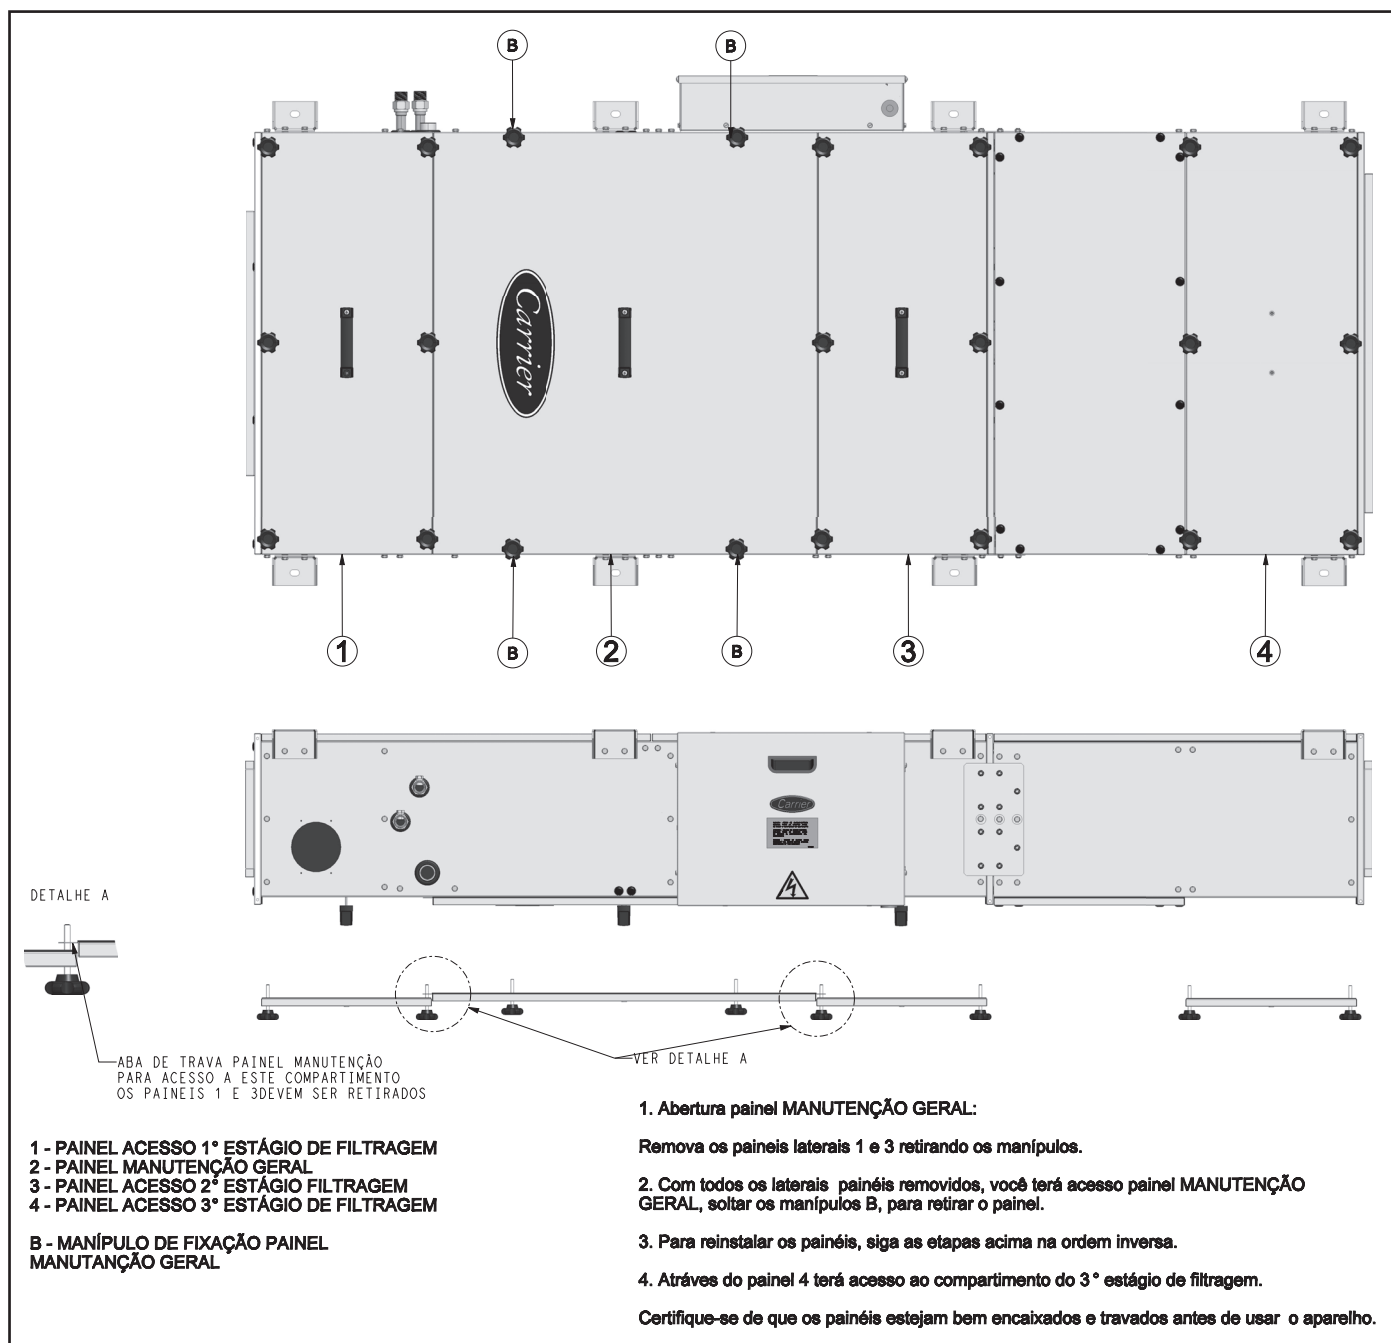 B
B
Carrier
1
B
2
B
3
4
Carrier
DETALHE A
ABA DE TRAVA PAINEL MANUTENÇÃO
PARA ACESSO A ESTE COMPARTIMENTO
OS PAINEIS 1 E 3DEVEM SER RETIRADOS
VER DETALHE A
1 - PAINEL ACESSO 1° ESTÁGIO DE FILTRAGEM
2 - PAINEL MANUTENÇÃO GERAL
3 - PAINEL ACESSO 2° ESTÁGIO FILTRAGEM
4 - PAINEL ACESSO 3° ESTÁGIO DE FILTRAGEM
B - MANÍPULO DE FIXAÇÃO PAINEL
MANUTANÇÃO GERAL
1. Abertura painel MANUTENÇÃO GERAL:
Remova os paineis laterais 1 e 3 retirando os manípulos.
2. Com todos os laterais painéis removidos, você terá acesso painel MANUTENÇÃO
GERAL, soltar os manípulos B, para retirar o painel.
3. Para reinstalar os painéis, siga as etapas acima na ordem inversa.
4. Atráves do painel 4 terá acesso ao compartimento do 3° estágio de filtragem.
Certifique-se de que os painéis estejam bem encaixados e travados antes de usar o aparelho.